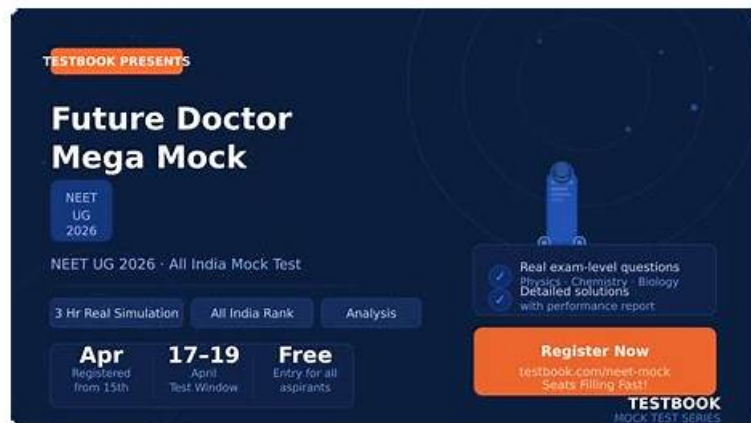 TESTBOOK PRESENTS
Future Doctor
Mega Mock
NEET
UG
2026
NEET UG 2026 · All India Mock Test
3 Hr Real Simulation
All India Rank
Analysis
Apr
Registered
from 15th
17–19
April
Test Window
Free
Entry for all
aspirants
✓ Real exam-level questions
Physics · Chemistry · Biology
✓ Detailed solutions
with performance report
Register Now
testbook.com/neet-mock
Seats Filling Fast!
TESTBOOK
MOCK TEST SERIES